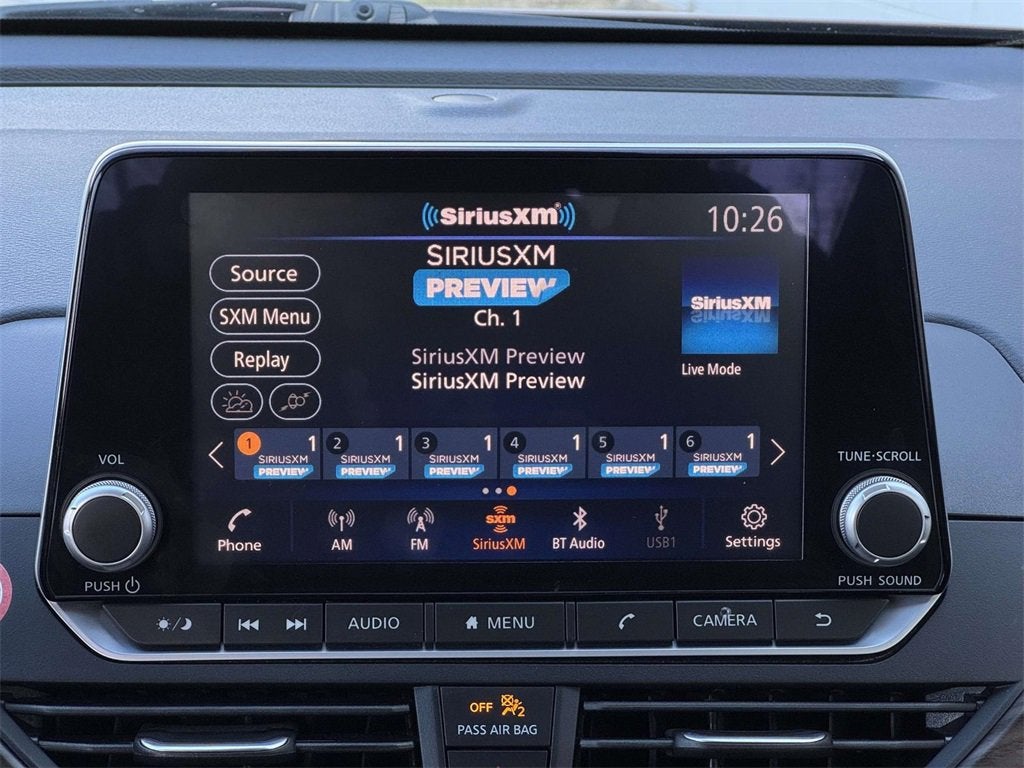 SiriusXM®
10:26
SIRIUSXM
PREVIEW
Ch. 1
Source
SXM Menu
Replay
SiriusXM Preview
SiriusXM Preview
SiriusXM
Live Mode
1 1 2 1 3 1 4 1 5 1 6 1
SIRIUSXM SIRIUSXM SIRIUSXM SIRIUSXM SIRIUSXM SIRIUSXM
PREVIEW PREVIEW PREVIEW PREVIEW PREVIEW PREVIEW
VOL
TUNE·SCROLL
sxm
Phone AM FM SiriusXM BT Audio USB1 Settings
PUSH
PUSH SOUND
AUDIO MENU CAMERA
OFF 2
PASS AIR BAG